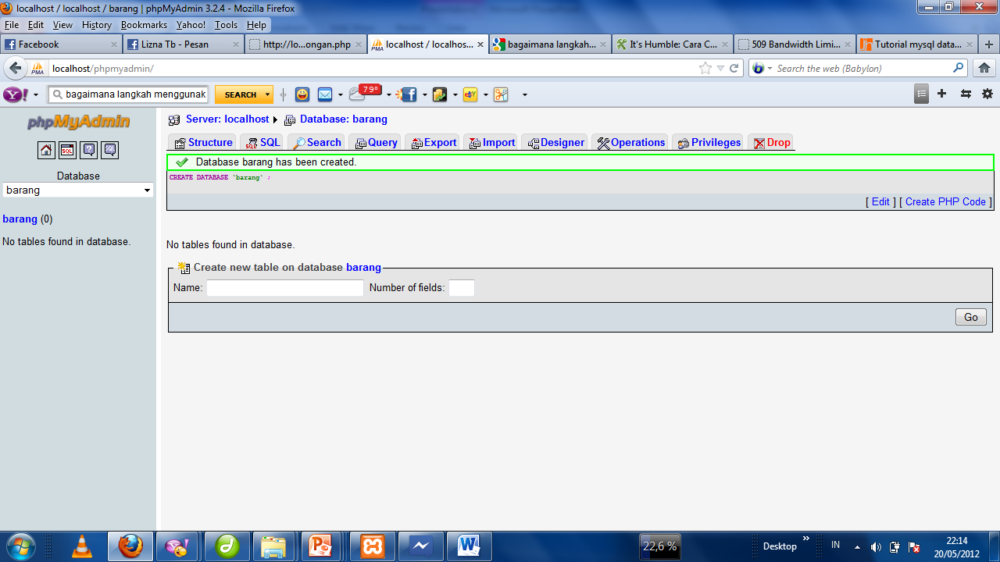 localhost / localhost / barang | phpMyAdmin 3.2.4 - Mozilla Firefox
File Edit View History Bookmarks Yahoo! Tools Help
Facebook Lizna Tb - Pesan http://lo...ongan.php localhost / localhos... bagaimana langkah... It's Humble: Cara C... 509 Bandwidth Limi... Tutorial mysql data...
PMA localhost/phpmyadmin/ Search the web (Babylon)
Y! bagaimana langkah menggunak SEARCH 79°
phpMyAdmin
SQL
Database
barang
barang (0)
No tables found in database.
Server: localhost Database: barang
Structure SQL Search Query Export Import Designer Operations Privileges Drop
Database barang has been created.
CREATE DATABASE `barang` ;
[ Edit ] [ Create PHP Code ]
No tables found in database.
Create new table on database barang
Name: Number of fields:
Go
22,6 % Desktop IN 22:14
20/05/2012